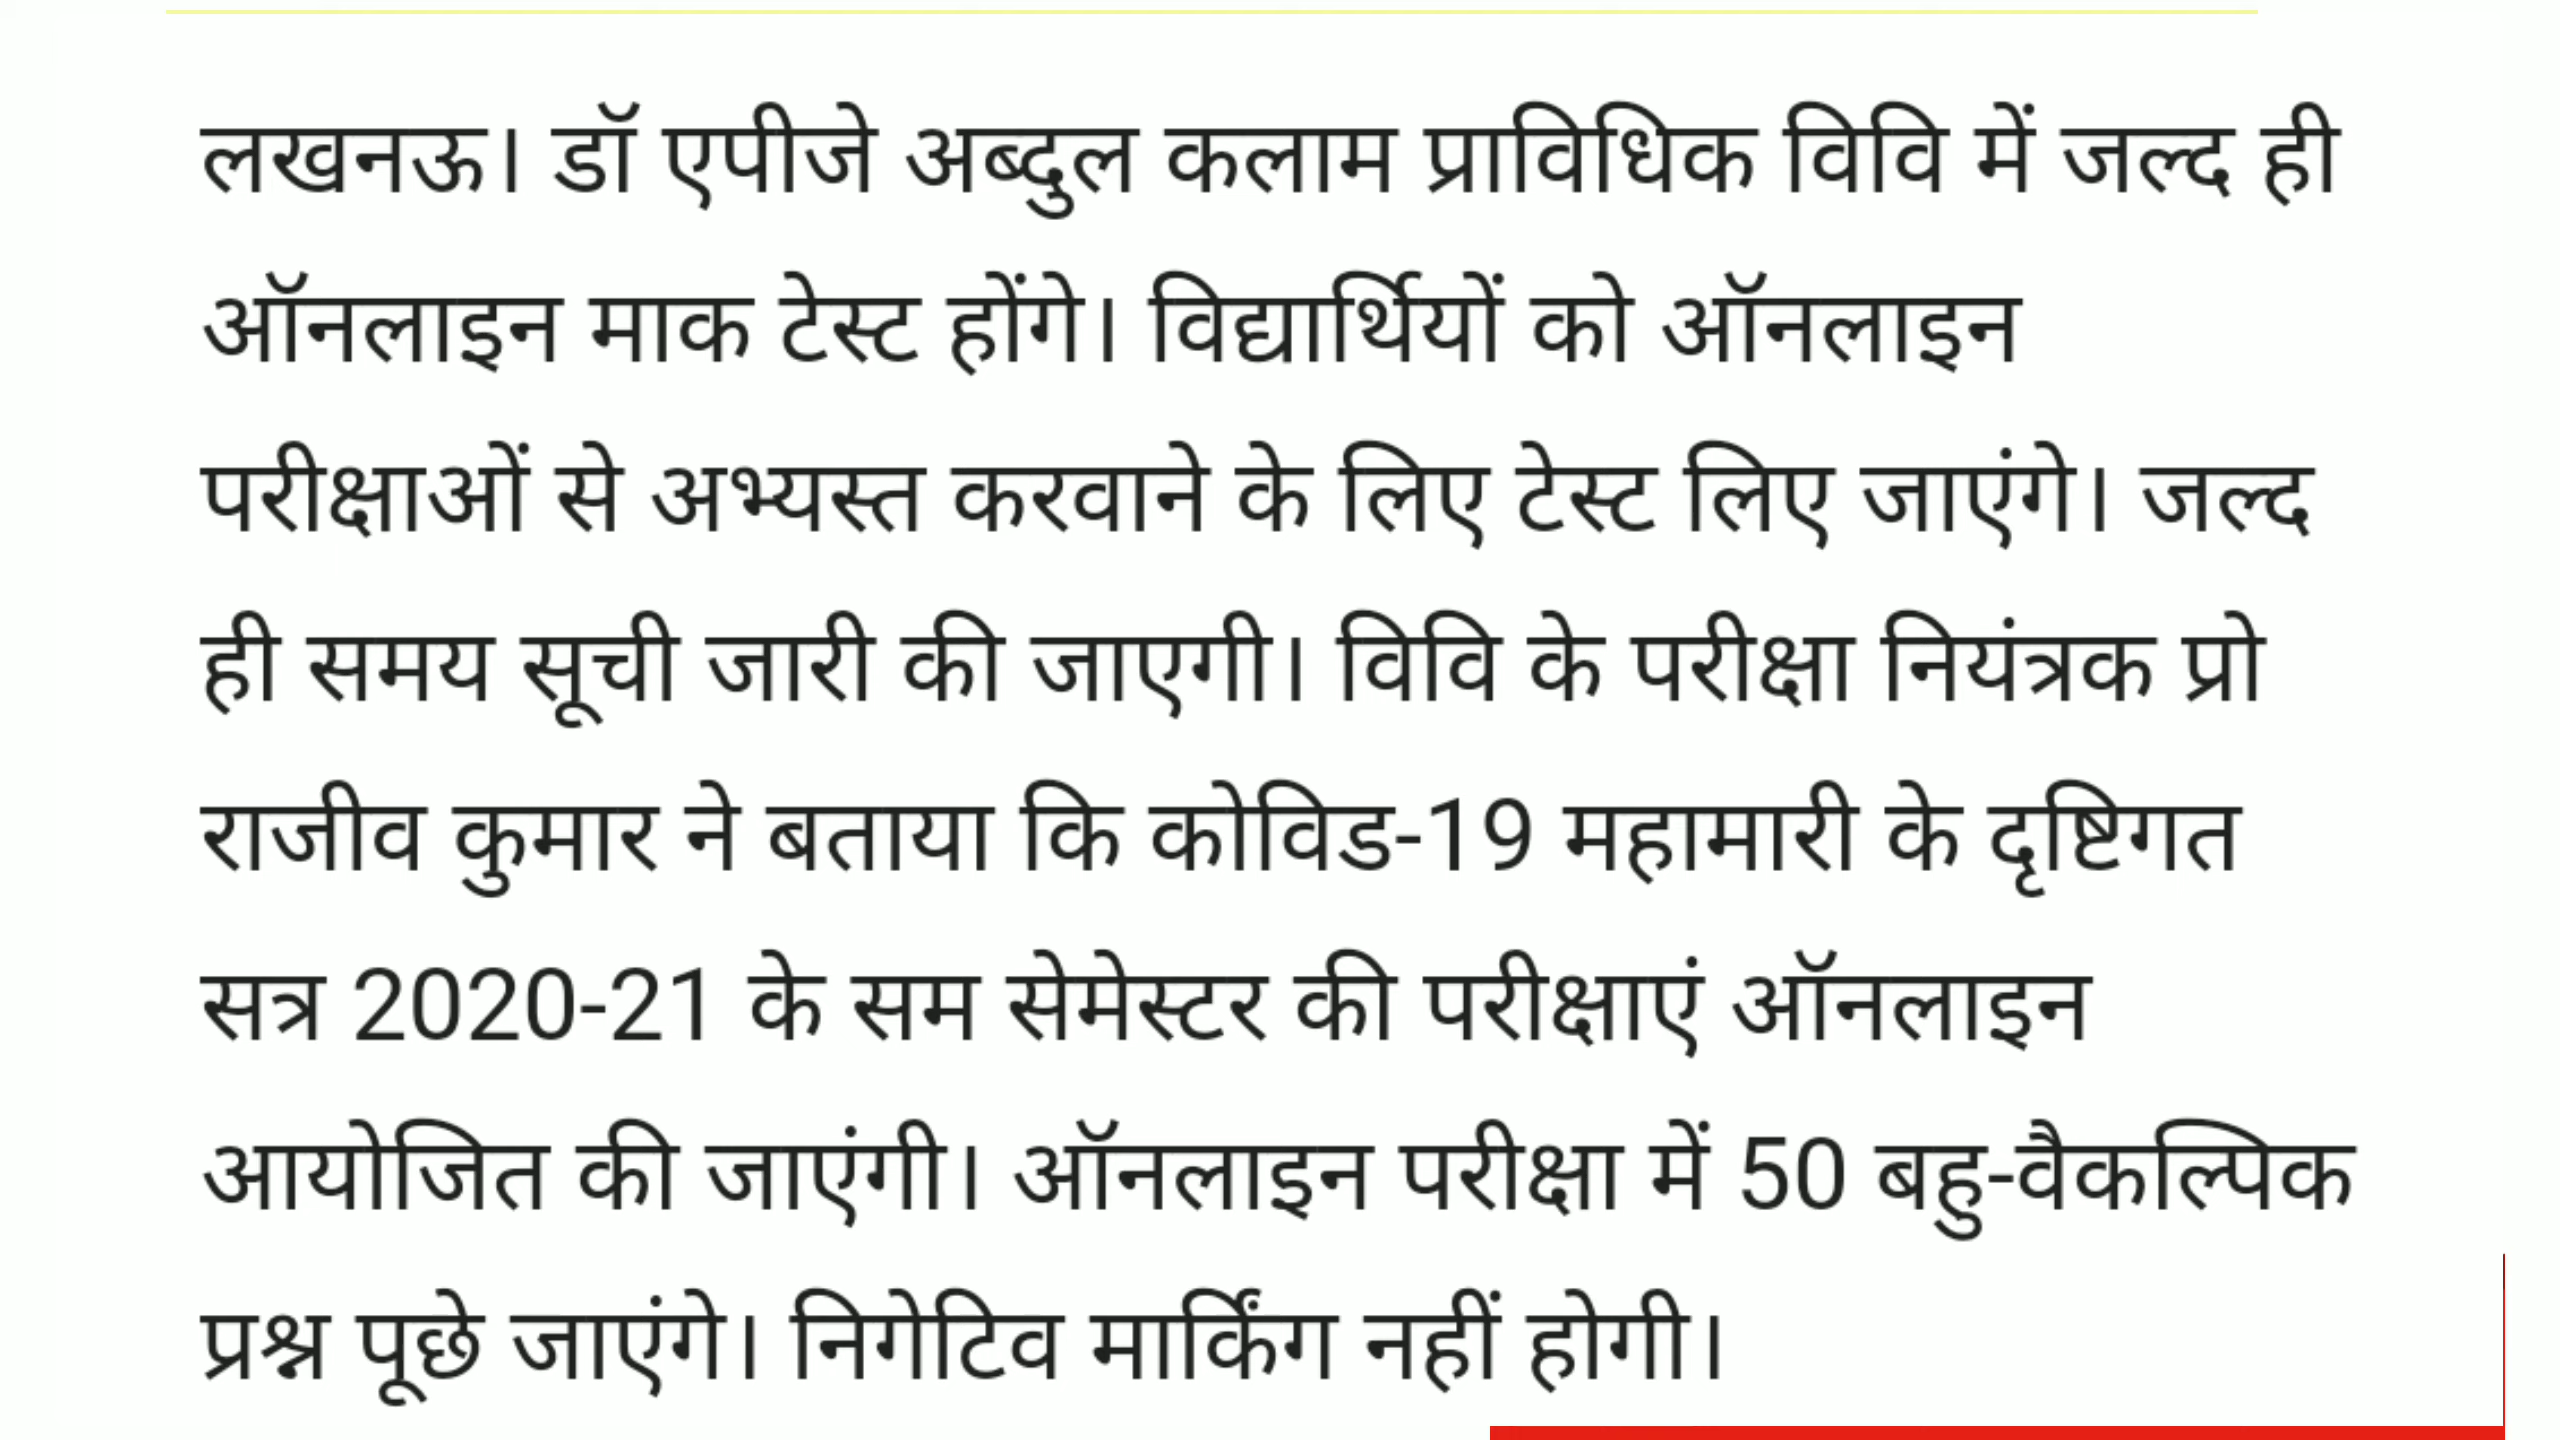 लखनऊ। डॉ एपीजे अब्दुल कलाम प्राविधिक विवि में जल्द ही
ऑनलाइन माक टेस्ट होंगे। विद्यार्थियों को ऑनलाइन
परीक्षाओं से अभ्यस्त करवाने के लिए टेस्ट लिए जाएंगे। जल्द
ही समय सूची जारी की जाएगी। विवि के परीक्षा नियंत्रक प्रो
राजीव कुमार ने बताया कि कोविड-19 महामारी के दृष्टिगत
सत्र 2020-21 के सम सेमेस्टर की परीक्षाएं ऑनलाइन
आयोजित की जाएंगी। ऑनलाइन परीक्षा में 50 बहु-वैकल्पिक
प्रश्न पूछे जाएंगे। निगेटिव मार्किंग नहीं होगी।